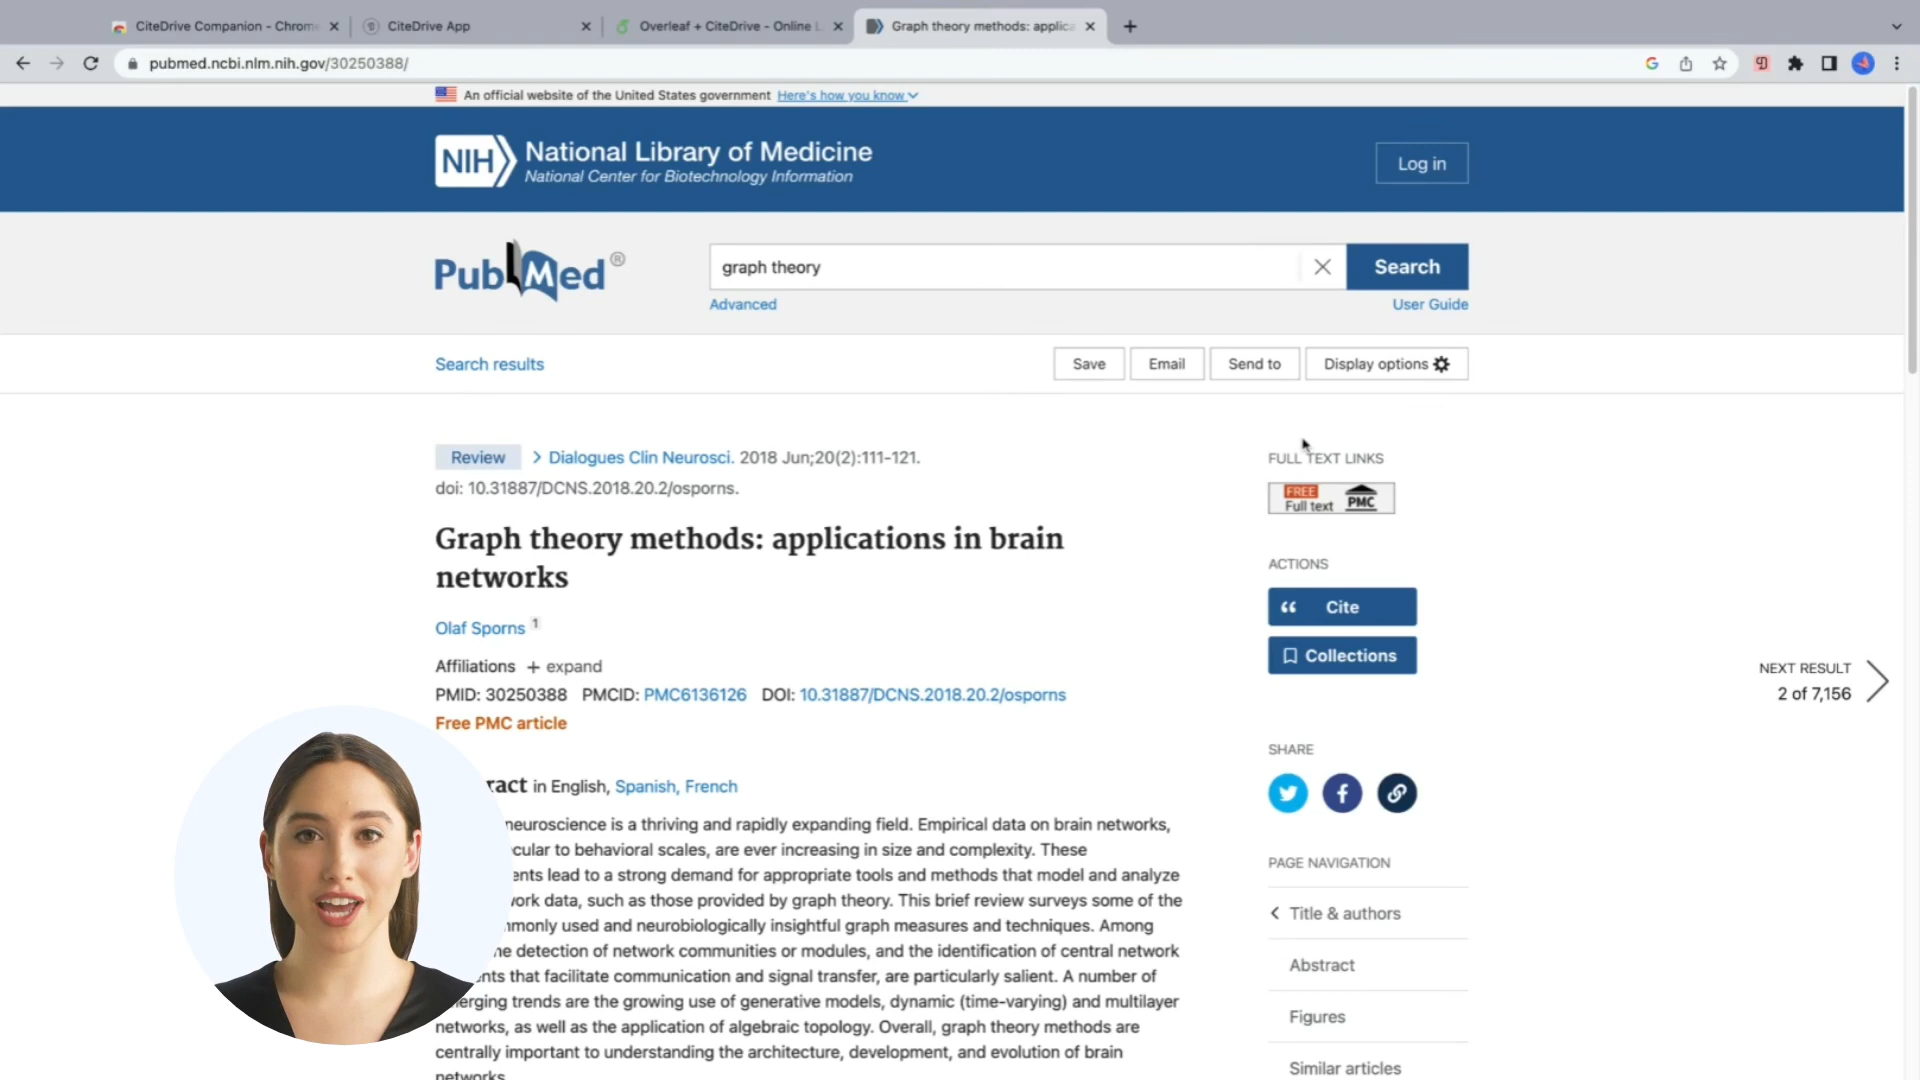 CiteDrive Companion - Chrom
CiteDrive App
Overleaf + CiteDrive - Online L
Graph theory methods: applica
pubmed.ncbi.nlm.nih.gov/30250388/
An official website of the United States government Here's how you know
NIH National Library of Medicine
National Center for Biotechnology Information
Log in
PubMed ®
graph theory
Search
Advanced
User Guide
Search results
Save
Email
Send to
Display options
Review > Dialogues Clin Neurosci. 2018 Jun;20(2):111-121.
doi: 10.31887/DCNS.2018.20.2/osporns.
Graph theory methods: applications in brain
networks
Olaf Sporns 1
Affiliations + expand
PMID: 30250388 PMCID: PMC6136126 DOI: 10.31887/DCNS.2018.20.2/osporns
Free PMC article
ract in English, Spanish, French
neuroscience is a thriving and rapidly expanding field. Empirical data on brain networks,
cular to behavioral scales, are ever increasing in size and complexity. These
ents lead to a strong demand for appropriate tools and methods that model and analyze
ork data, such as those provided by graph theory. This brief review surveys some of the
mmonly used and neurobiologically insightful graph measures and techniques. Among
he detection of network communities or modules, and the identification of central network
ents that facilitate communication and signal transfer, are particularly salient. A number of
erging trends are the growing use of generative models, dynamic (time-varying) and multilayer
networks, as well as the application of algebraic topology. Overall, graph theory methods are
centrally important to understanding the architecture, development, and evolution of brain
networks.
FULL TEXT LINKS
FREE
Full text PMC
ACTIONS
Cite
Collections
SHARE
PAGE NAVIGATION
Title & authors
Abstract
Figures
Similar articles
NEXT RESULT
2 of 7,156